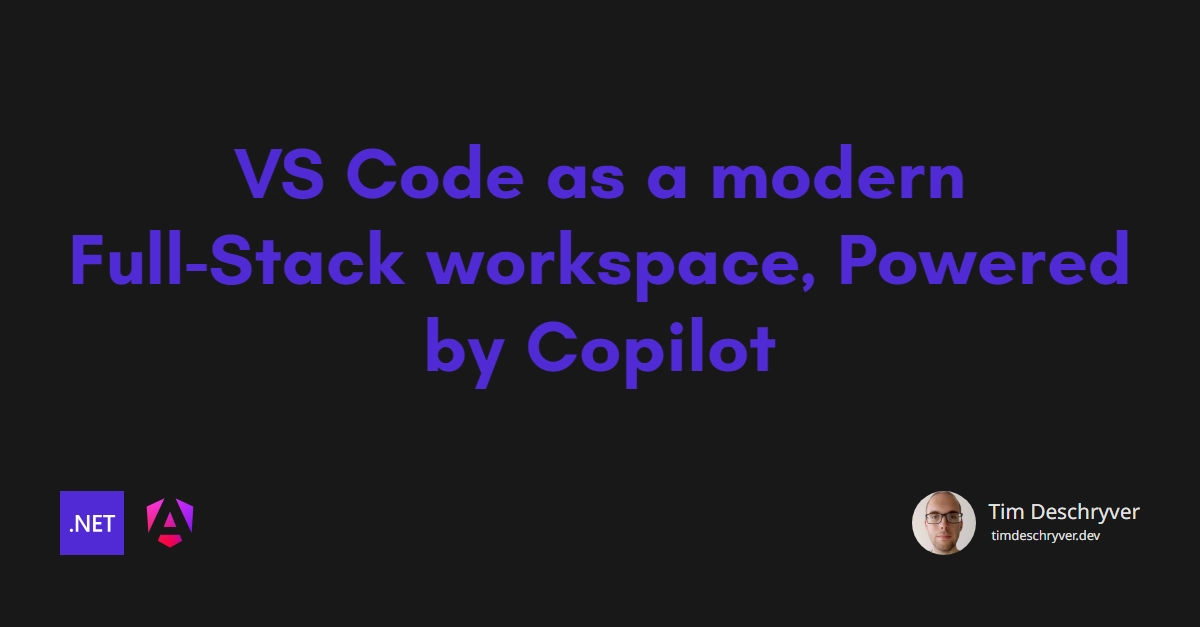 VS Code as a modern
Full-Stack workspace, Powered
by Copilot
.NET
Tim Deschryver
timdeschryver.dev